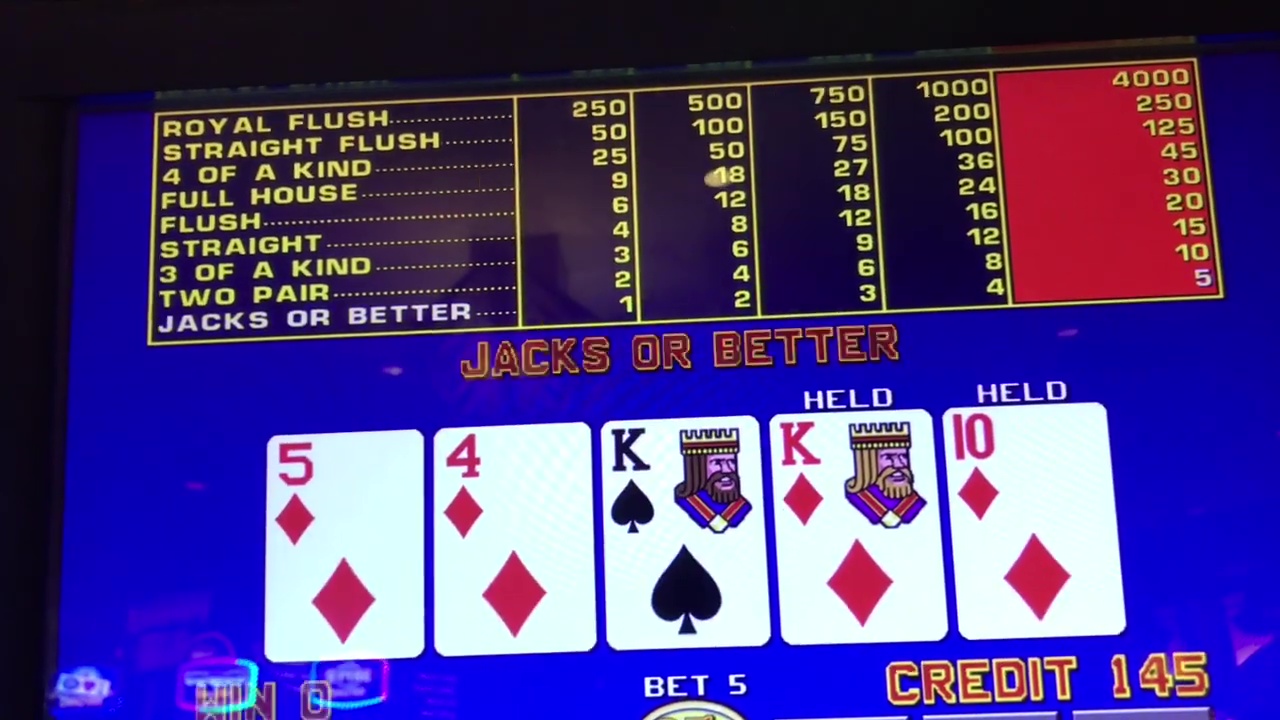 ROYAL FLUSH 250 500 750 1000 4000
STRAIGHT FLUSH 50 100 150 200 250
4 OF A KIND 25 50 75 100 125
FULL HOUSE 9 18 27 36 45
FLUSH 6 12 18 24 30
STRAIGHT 4 8 12 16 20
3 OF A KIND 3 6 9 12 15
TWO PAIR 2 4 6 8 10
JACKS OR BETTER 1 2 3 4 5
JACKS OR BETTER
HELD HELD
5 4 K K 10
WIN 0 BET 5 CREDIT 145